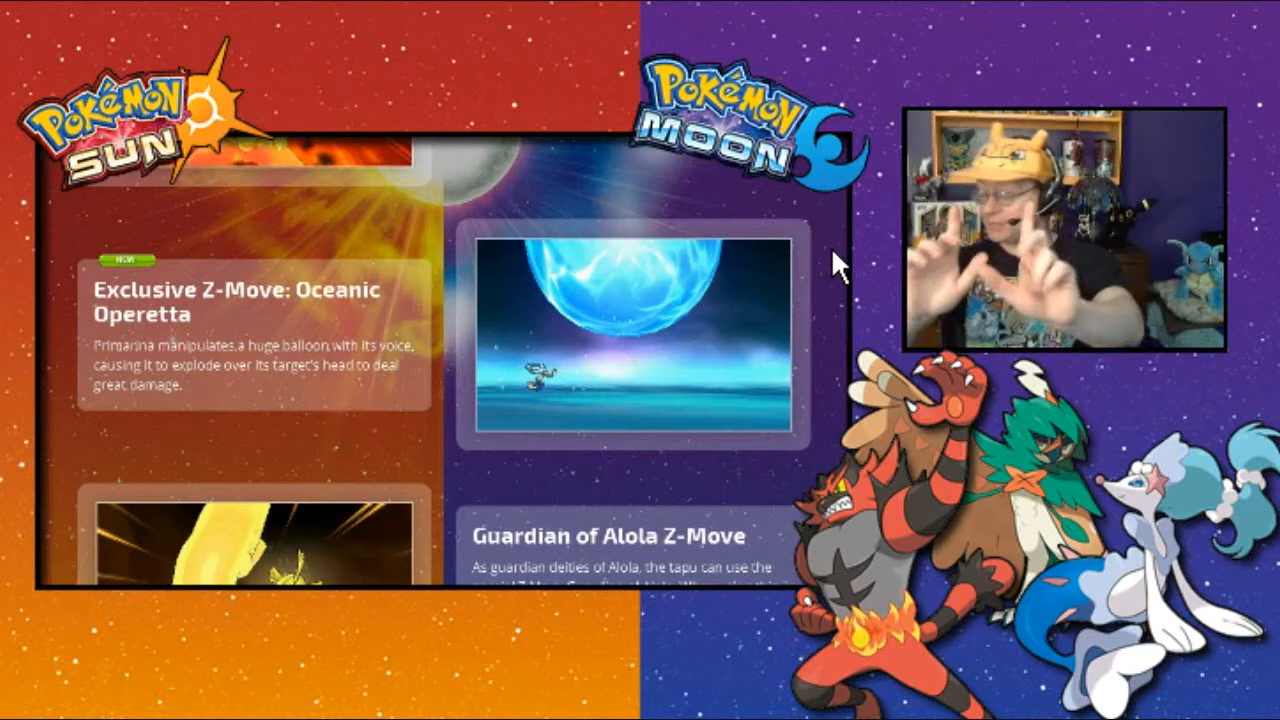 POKéMON
SUN
POKéMON
MOON
NEW
Exclusive Z-Move: Oceanic
Operetta
Primarina manipulates a huge balloon with its voice,
causing it to explode over its target's head to deal
great damage.
Guardian of Alola Z-Move
As guardian deities of Alola, the tapu can use the